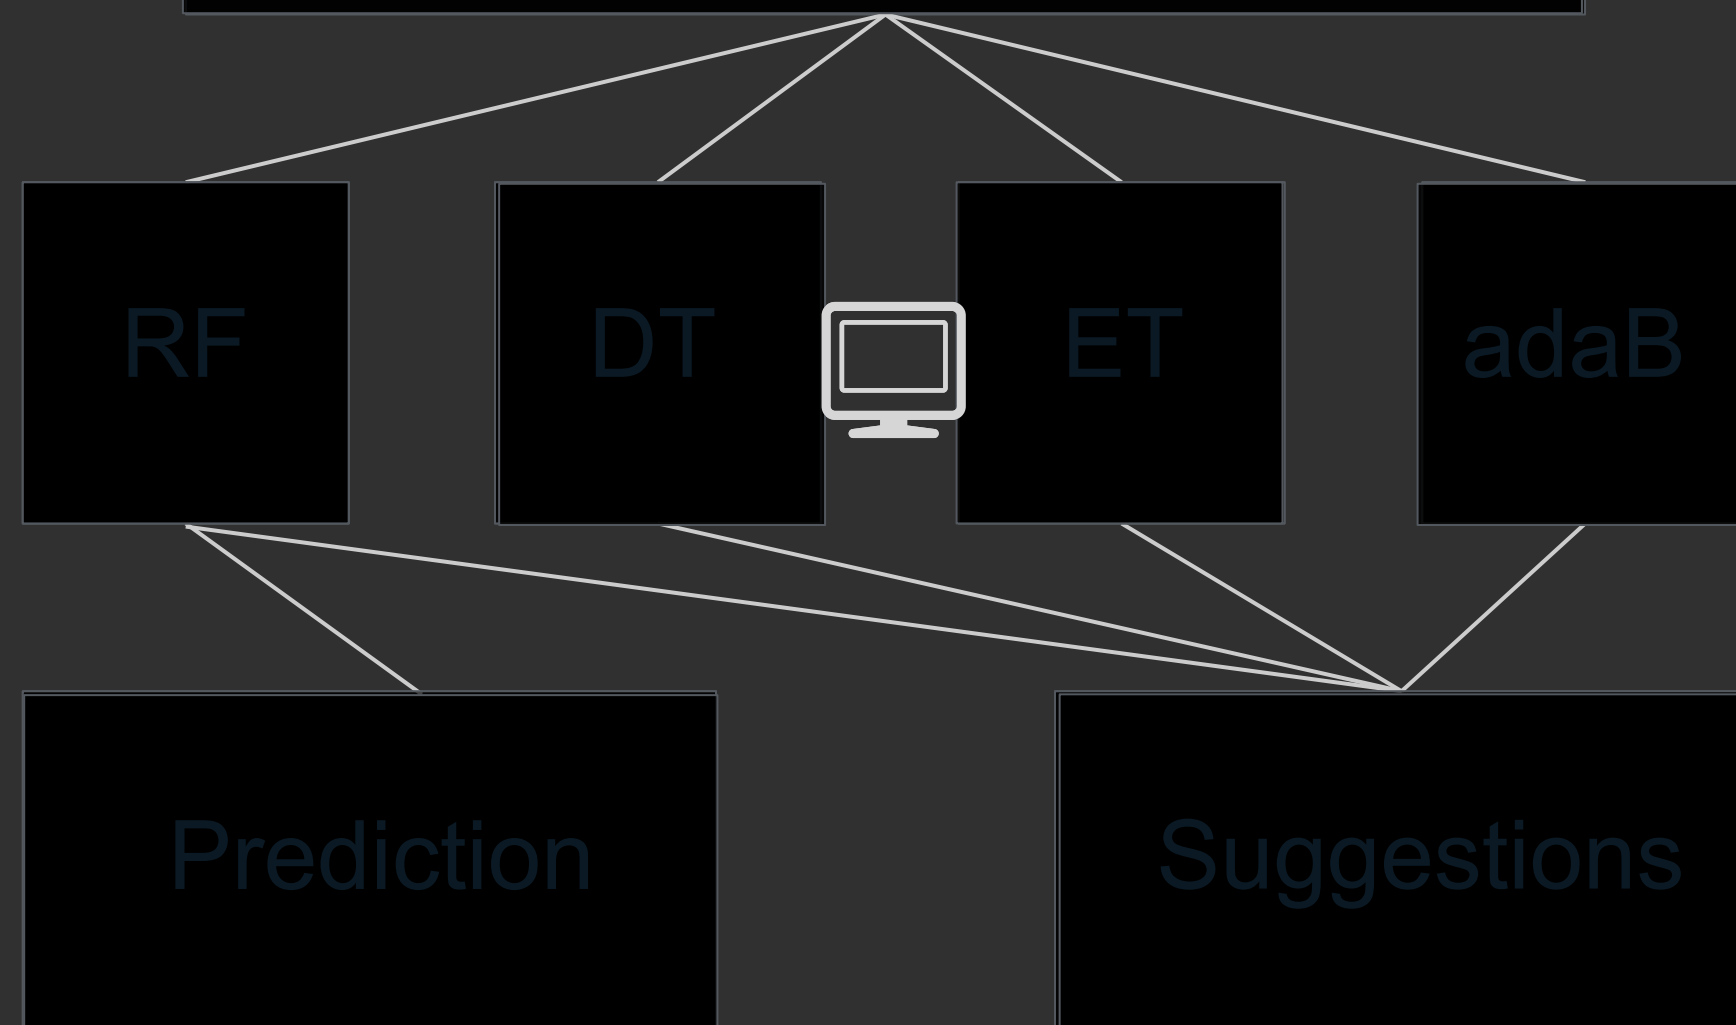 RF
DT
ET
adaB
Prediction
Suggestions